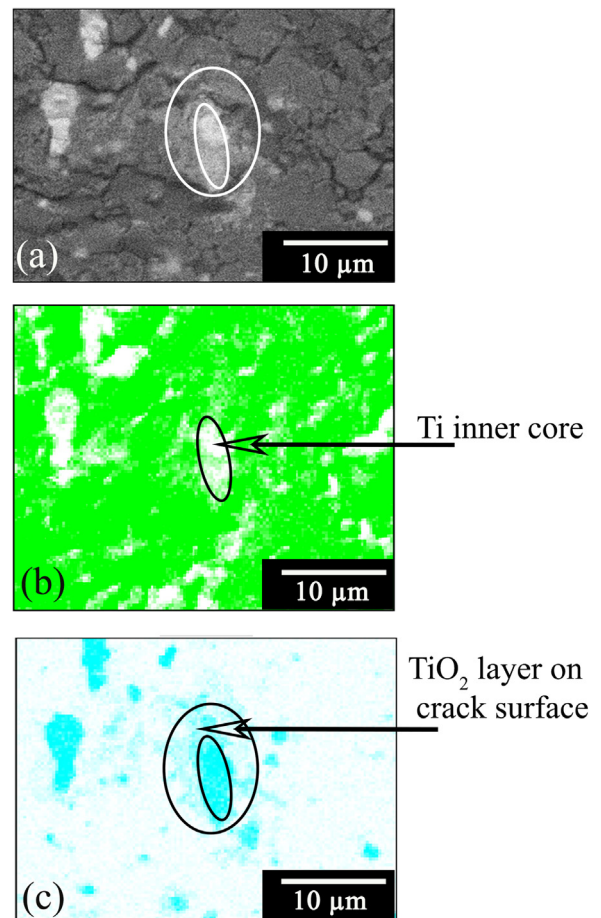 (a)
10 µm
Ti inner core
(b)
10 µm
TiO₂ layer on
crack surface
(c)
10 µm